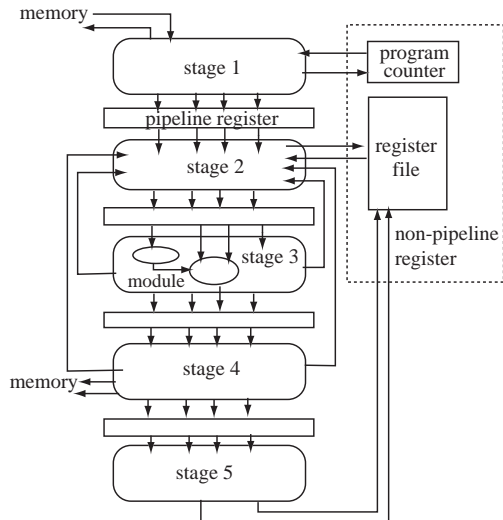 memory
stage 1
program
counter
pipeline register
stage 2
register
file
non-pipeline
register
stage 3
module
stage 4
memory
stage 5